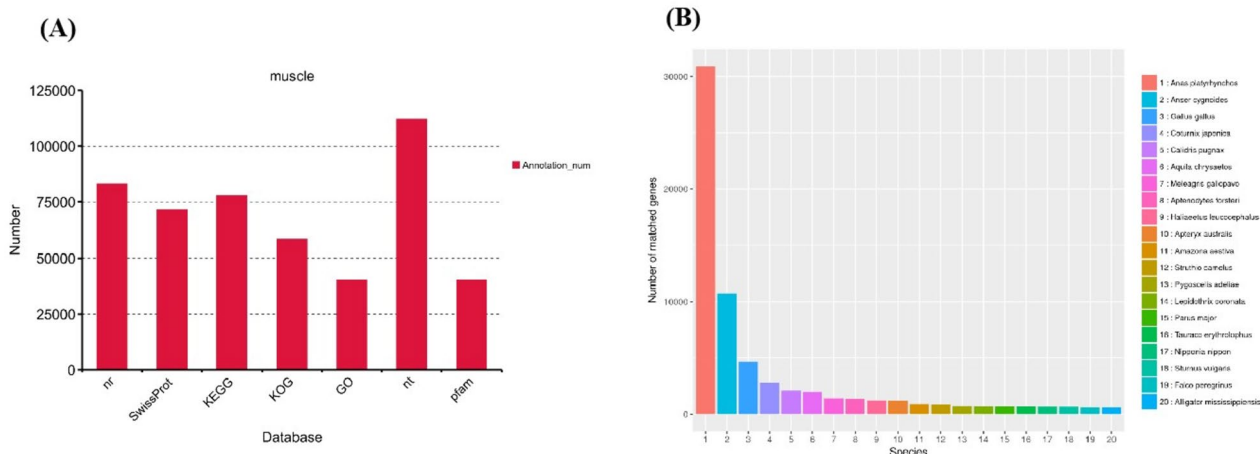 (A)
muscle
125000
100000
75000
50000
25000
0
Number
nr
SwissProt
KEGG
KOG
GO
nt
pfam
Database
Annotation_num
(B)
30000
20000
10000
0
Number of matched genes
1 2 3 4 5 6 7 8 9 10 11 12 13 14 15 16 17 18 19 20
Species
1 : Anas platyrhynchos
2 : Anser cygnoides
3 : Gallus gallus
4 : Coturnix japonica
5 : Calidris pugnax
6 : Aquila chrysaetos
7 : Meleagris gallopavo
8 : Aptenodytes forsteri
9 : Haliaeetus leucocephalus
10 : Apteryx australis
11 : Amazona aestiva
12 : Struthio camelus
13 : Pygoscelis adeliae
14 : Lepidothrix coronata
15 : Parus major
16 : Tauraco erythrolophus
17 : Nipponia nippon
18 : Sturnus vulgaris
19 : Falco peregrinus
20 : Alligator mississippiensis